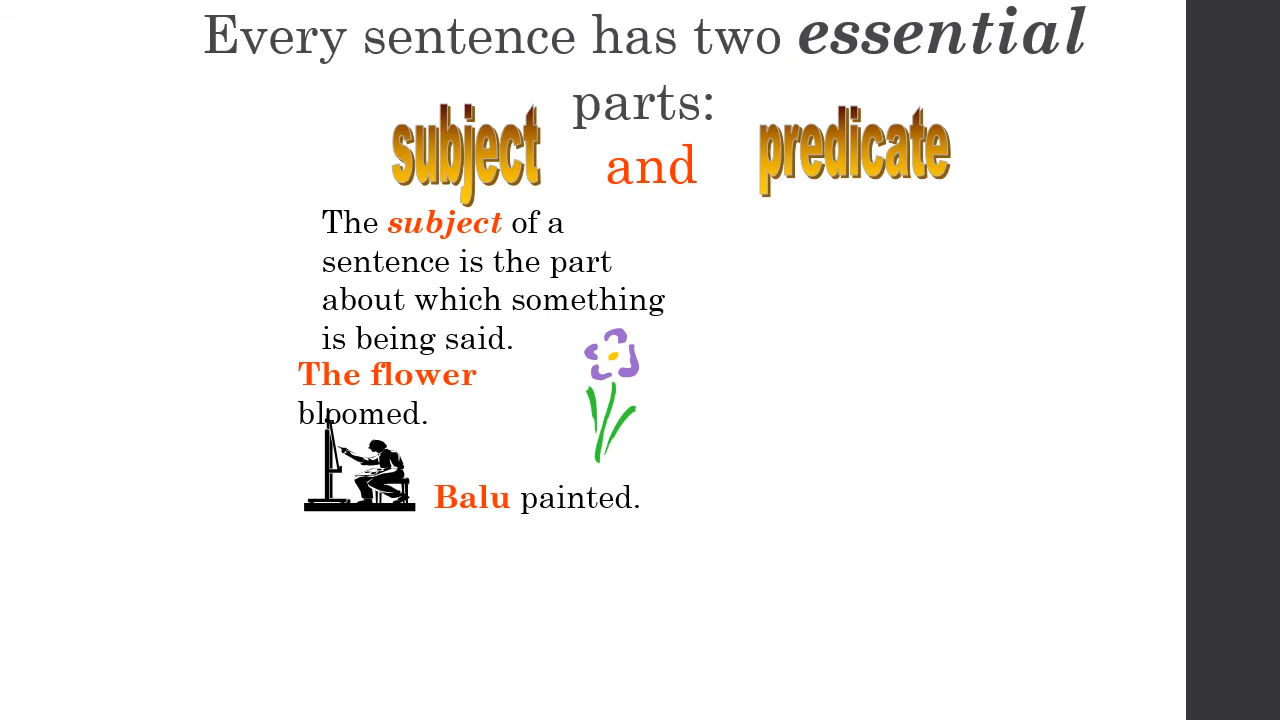 Every sentence has two essential
parts:
subject and predicate
The subject of a
sentence is the part
about which something
is being said.
The flower
bloomed.
Balu painted.